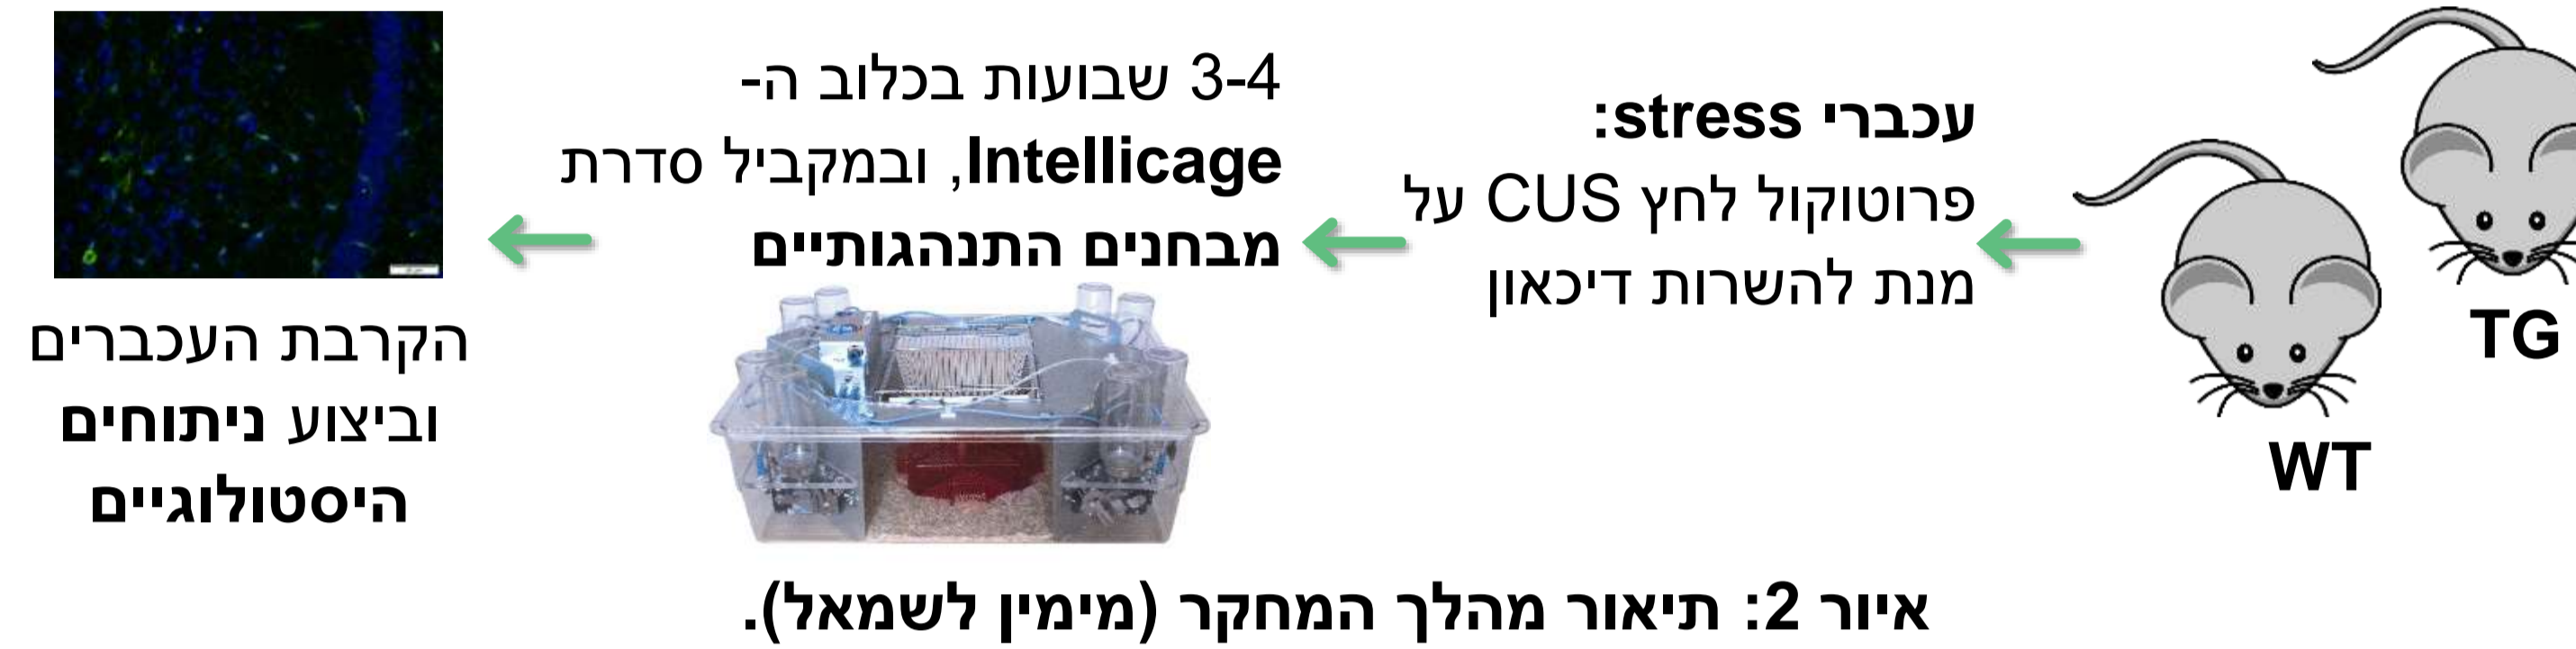 TG
WT
עכברי stress:
פרוטוקול לחץ CUS על
מנת להשרות דיכאון
3-4 שבועות בכלוב ה-
Intellicage, ובמקביל סדרת
מבחנים התנהגותיים
הקרבת העכברים
וביצוע ניתוחים
היסטולוגיים
איור 2: תיאור מהלך המחקר (מימין לשמאל).